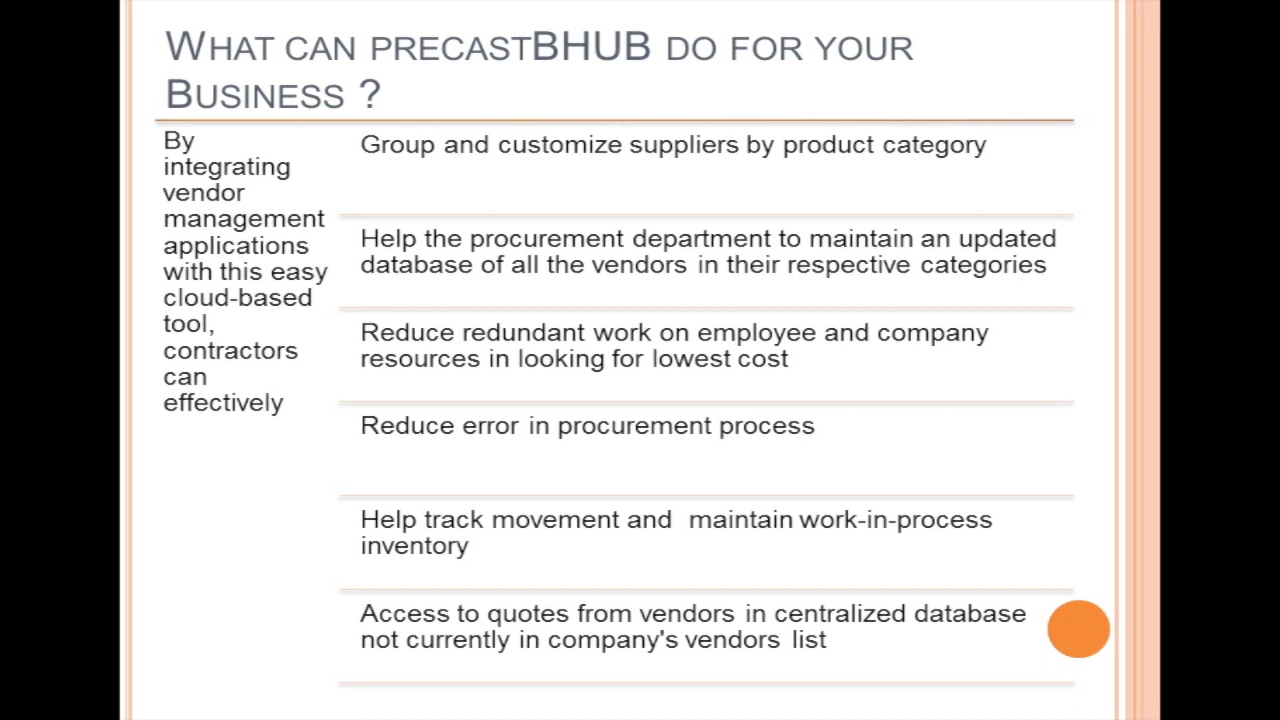 WHAT CAN PRECASTBHUB DO FOR YOUR
BUSINESS ?
By
integrating
vendor
management
applications
with this easy
cloud-based
tool,
contractors
can
effectively
Group and customize suppliers by product category
Help the procurement department to maintain an updated
database of all the vendors in their respective categories
Reduce redundant work on employee and company
resources in looking for lowest cost
Reduce error in procurement process
Help track movement and maintain work-in-process
inventory
Access to quotes from vendors in centralized database
not currently in company's vendors list